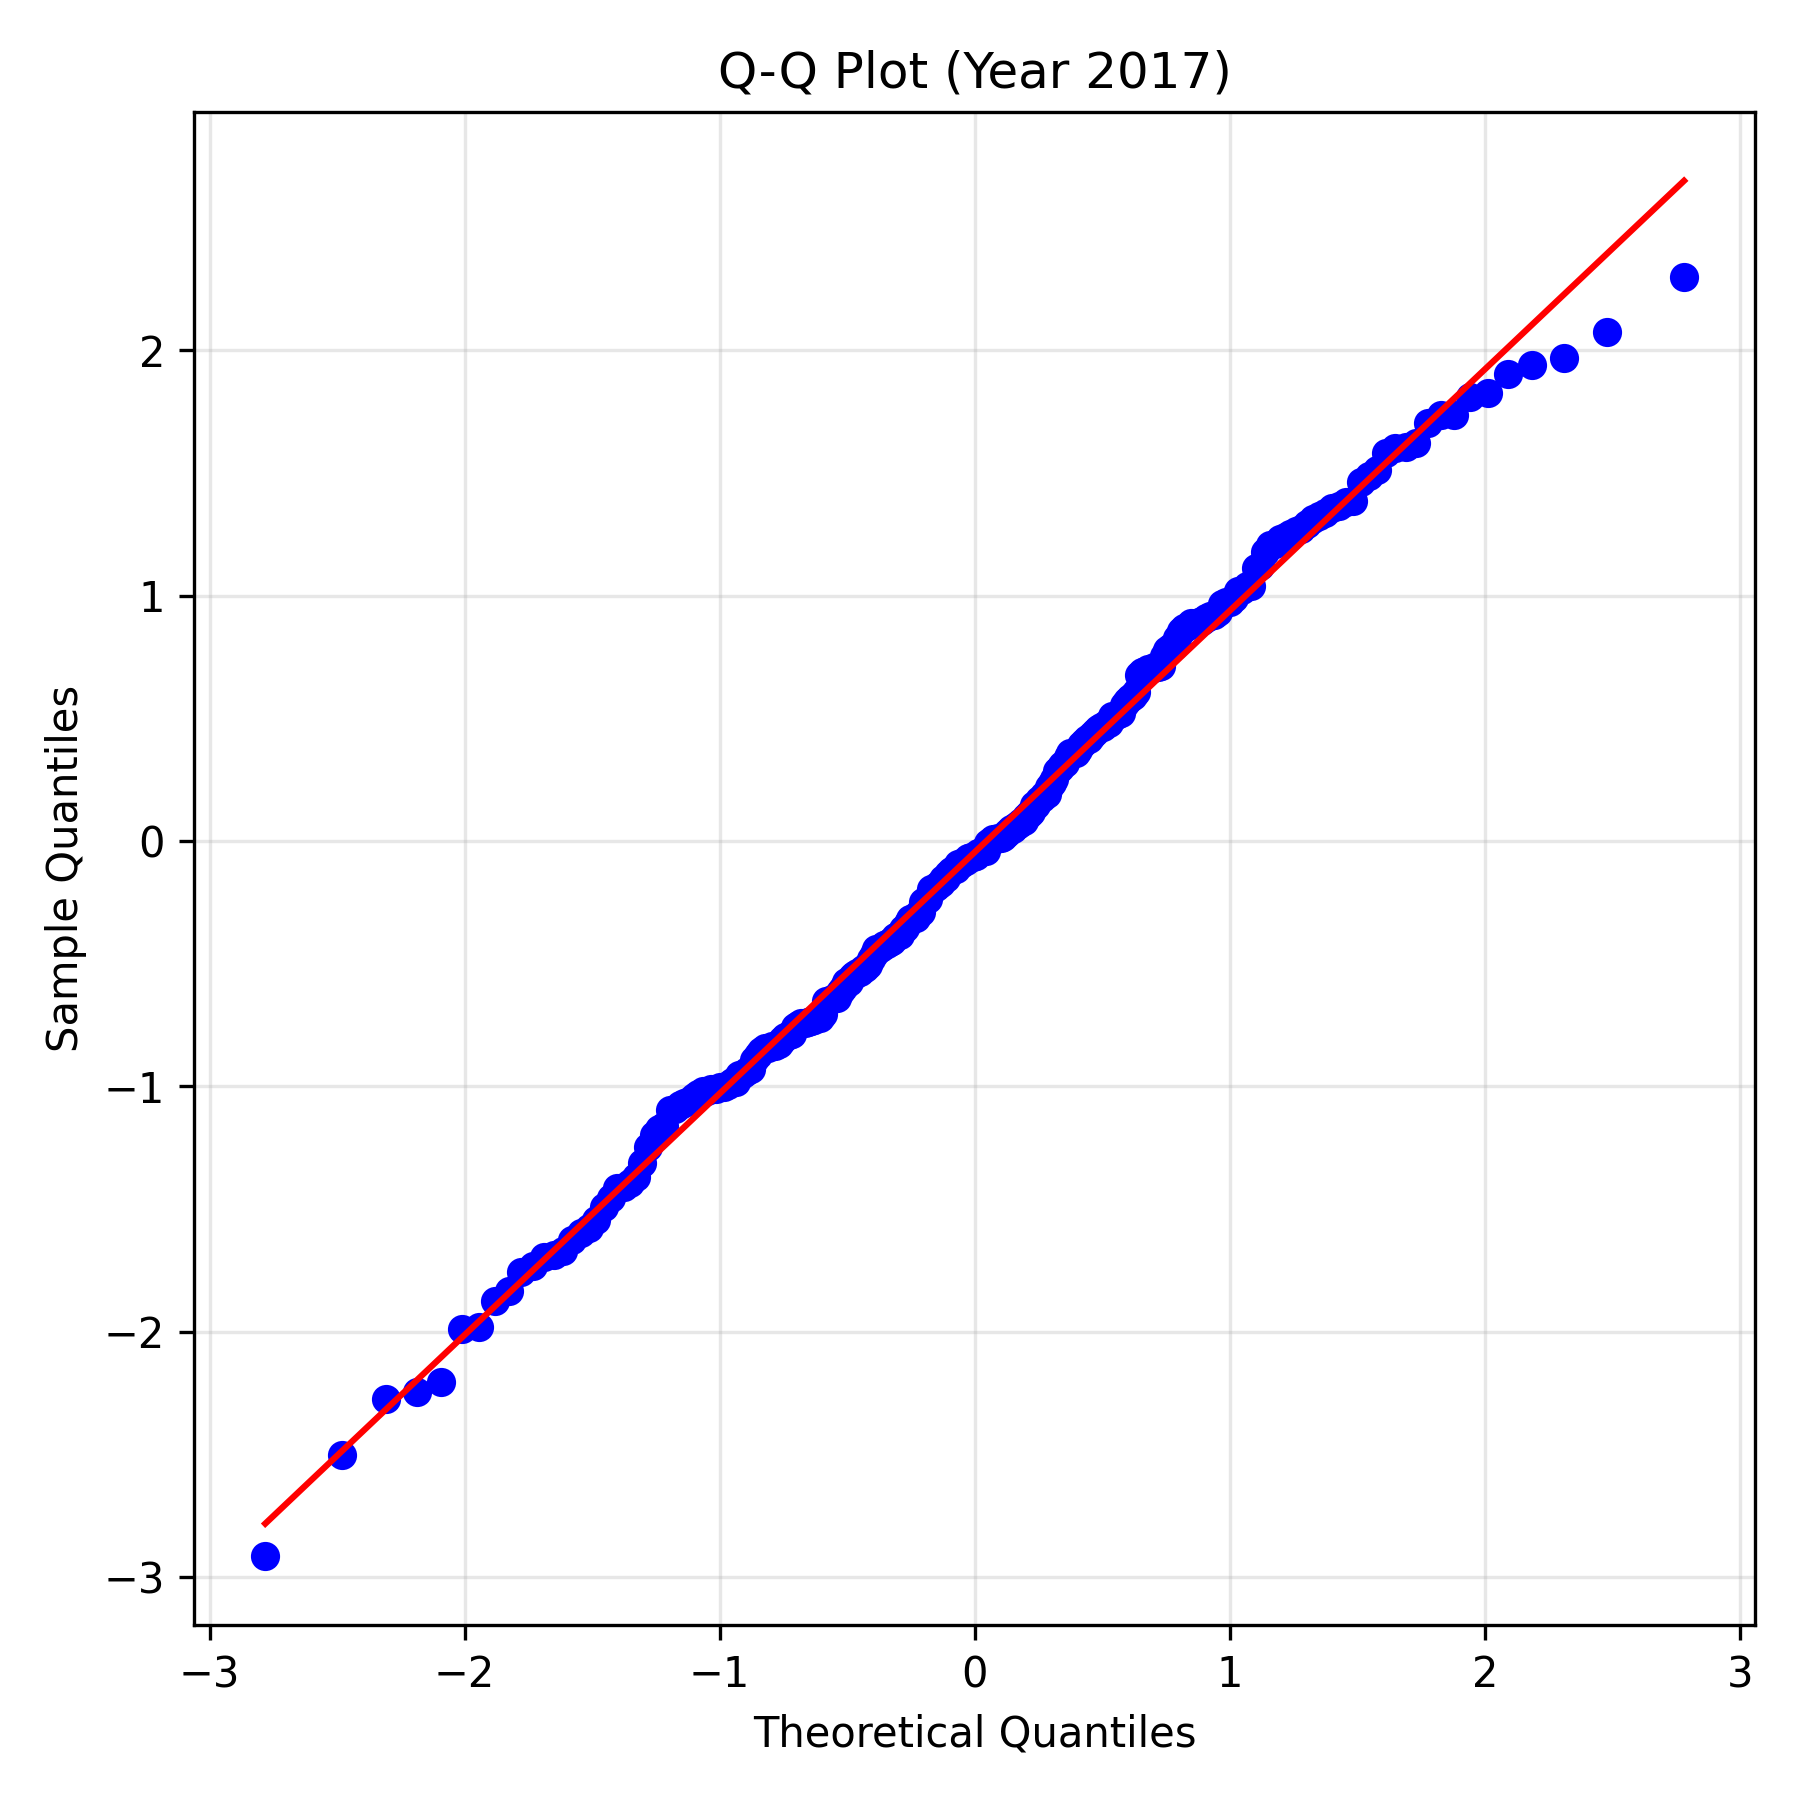 Q-Q Plot (Year 2017)
Sample Quantiles
2
1
0
−1
−2
−3
−3 −2 −1 0 1 2 3
Theoretical Quantiles